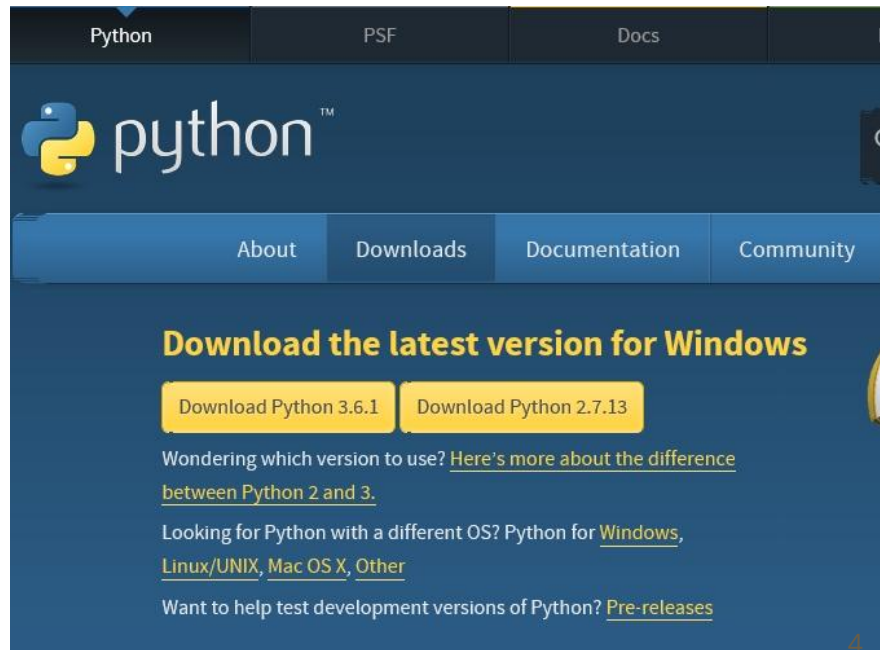 Python PSF Docs
python™
About Downloads Documentation Community
Download the latest version for Windows
Download Python 3.6.1 Download Python 2.7.13
Wondering which version to use? Here's more about the difference
between Python 2 and 3.
Looking for Python with a different OS? Python for Windows,
Linux/UNIX, Mac OS X, Other
Want to help test development versions of Python? Pre-releases
4